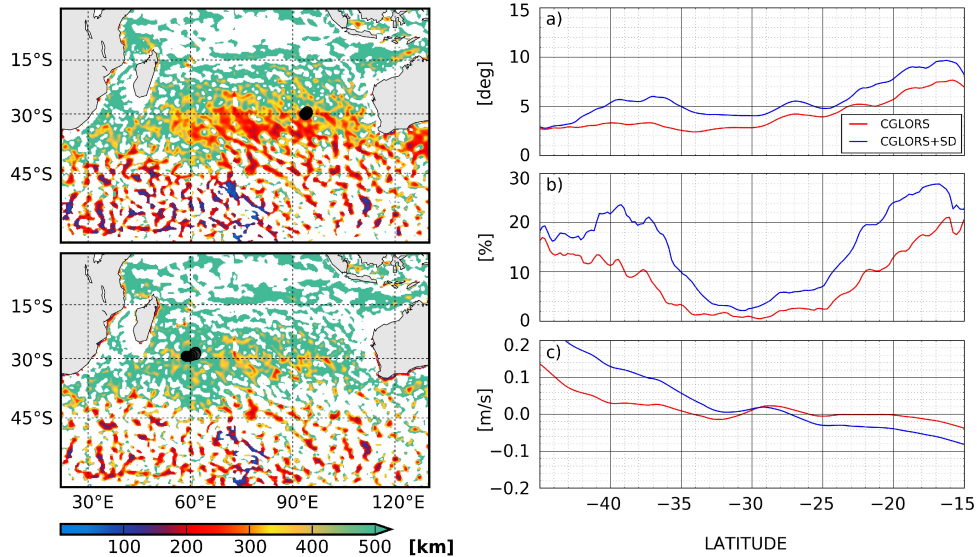 15°S
30°S
45°S
15°S
30°S
45°S
30°E 60°E 90°E 120°E
100 200 300 400 500 [km]
a)
15
10
5
0
[deg]
CGLORS
CGLORS+SD
b)
30
20
10
0
[%]
c)
0.2
0.1
0.0
−0.1
−0.2
[m/s]
−40 −35 −30 −25 −20 −15
LATITUDE